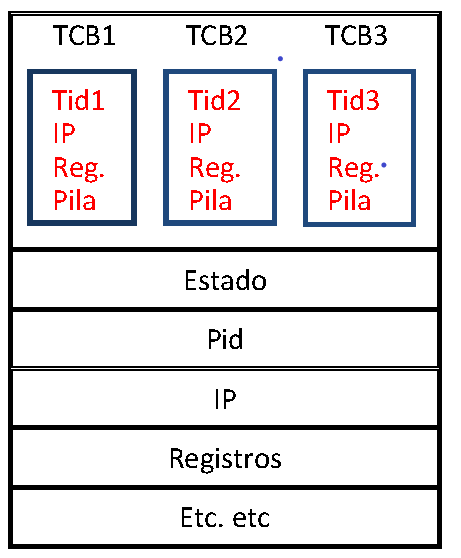 TCB1 TCB2 TCB3
Tid1 Tid2 Tid3
IP IP IP
Reg. Reg. Reg.
Pila Pila Pila
Estado
Pid
IP
Registros
Etc. etc